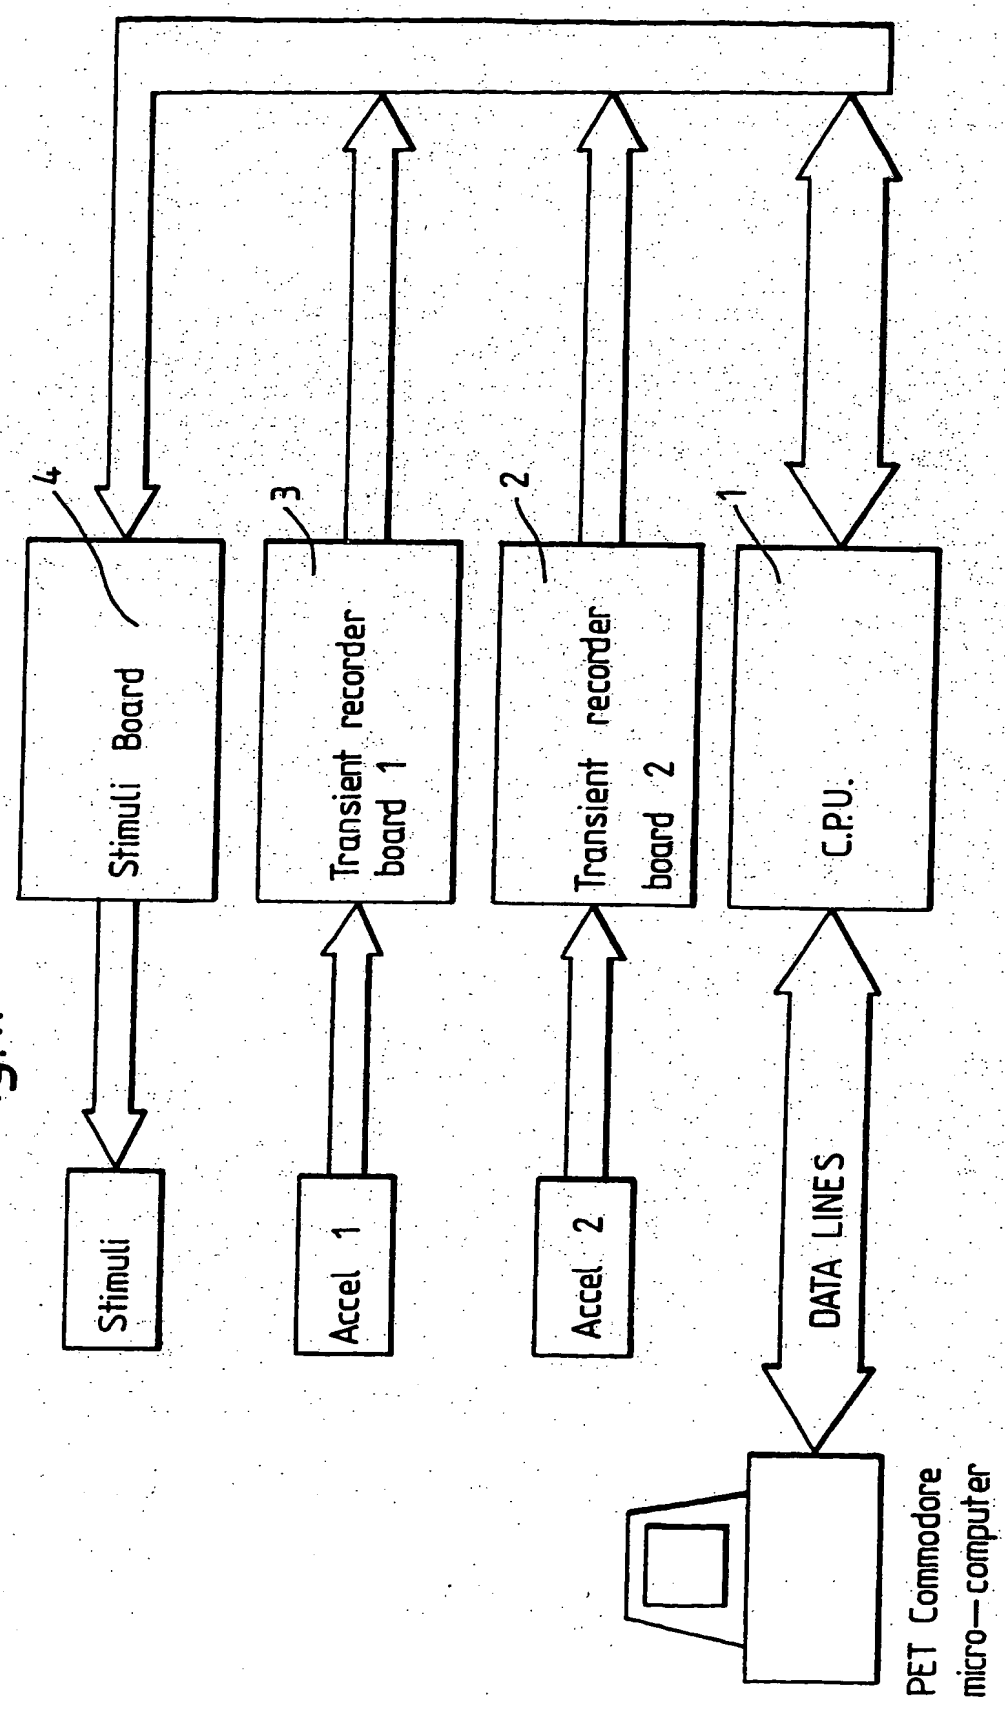 4
Stimuli Board
Stimuli
3
Transient recorder
board 1
Accel 1
2
Transient recorder
board 2
Accel. 2
1
C.P.U.
DATA LINES
PET Commodore
micro—computer